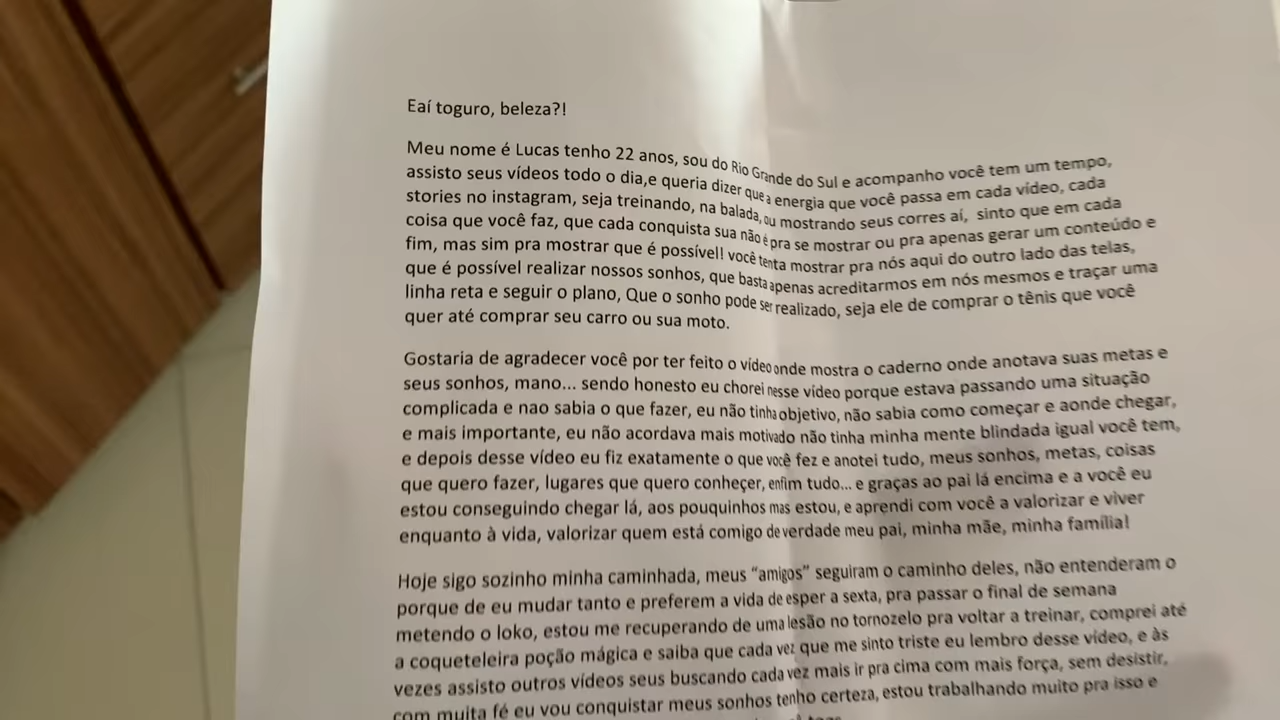 Eaí toguro, beleza?!
Meu nome é Lucas tenho 22 anos, sou do Rio Grande do Sul e acompanho você tem um tempo,
assisto seus vídeos todo o dia,e queria dizer que a energia que você passa em cada vídeo, cada
stories no instagram, seja treinando, na balada, ou mostrando seus corres aí, sinto que em cada
coisa que você faz, que cada conquista sua não é pra se mostrar ou pra apenas gerar um conteúdo e
fim, mas sim pra mostrar que é possível! você tenta mostrar pra nós aqui do outro lado das telas,
que é possível realizar nossos sonhos, que basta apenas acreditarmos em nós mesmos e traçar uma
linha reta e seguir o plano, Que o sonho pode ser realizado, seja ele de comprar o tênis que você
quer até comprar seu carro ou sua moto.
Gostaria de agradecer você por ter feito o vídeo onde mostra o caderno onde anotava suas metas e
seus sonhos, mano... sendo honesto eu chorei nesse vídeo porque estava passando uma situação
complicada e nao sabia o que fazer, eu não tinha objetivo, não sabia como começar e aonde chegar,
e mais importante, eu não acordava mais motivado não tinha minha mente blindada igual você tem,
e depois desse vídeo eu fiz exatamente o que você fez e anotei tudo, meus sonhos, metas, coisas
que quero fazer, lugares que quero conheçer, enfim tudo... e graças ao pai lá encima e a você eu
estou conseguindo chegar lá, aos pouquinhos mas estou, e aprendi com você a valorizar e viver
enquanto à vida, valorizar quem está comigo de verdade meu pai, minha mãe, minha família!
Hoje sigo sozinho minha caminhada, meus “amigos” seguiram o caminho deles, não entenderam o
porque de eu mudar tanto e preferem a vida de esper a sexta, pra passar o final de semana
metendo o loko, estou me recuperando de uma lesão no tornozelo pra voltar a treinar, comprei até
a coqueteleira poção mágica e saiba que cada vez que me sinto triste eu lembro desse vídeo, e às
vezes assisto outros vídeos seus buscando cada vez mais ir pra cima com mais força, sem desistir,
com muita fé eu vou conquistar meus sonhos tenho certeza, estou trabalhando muito pra isso e